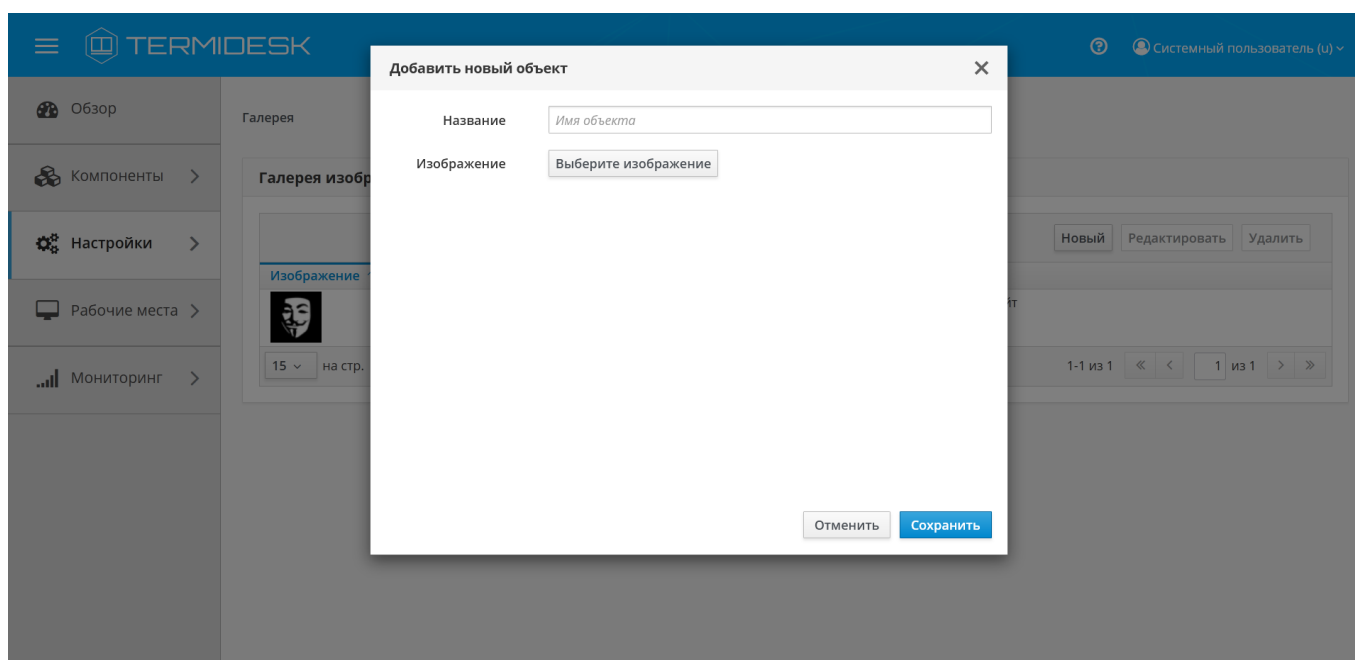 TERMIDESK
Системный пользователь (u)
Добавить новый объект
Название
Имя объекта
Изображение
Выберите изображение
Отменить
Сохранить
Обзор
Компоненты
Настройки
Рабочие места
Мониторинг
Галерея
Галерея изобр
Новый Редактировать Удалить
Изображение
йт
15 на стр.
1-1 из 1 1 из 1